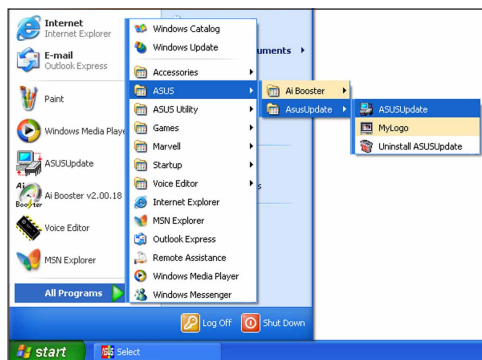 Internet
Internet Explorer
E-mail
Outlook Express
Paint
Windows Media Playe
ASUSUpdate
Ai Booster v2.00.18
Voice Editor
MSN Explorer
All Programs
Windows Catalog
Windows Update
Accessories
ASUS
ASUS Utility
Games
Marvell
Startup
Voice Editor
Internet Explorer
MSN Explorer
Outlook Express
Remote Assistance
Windows Media Player
Windows Messenger
uments
s
Ai Booster
AsusUpdate
ASUSUpdate
MyLogo
Uninstall ASUSUpdate
Log Off
Shut Down
start
Select